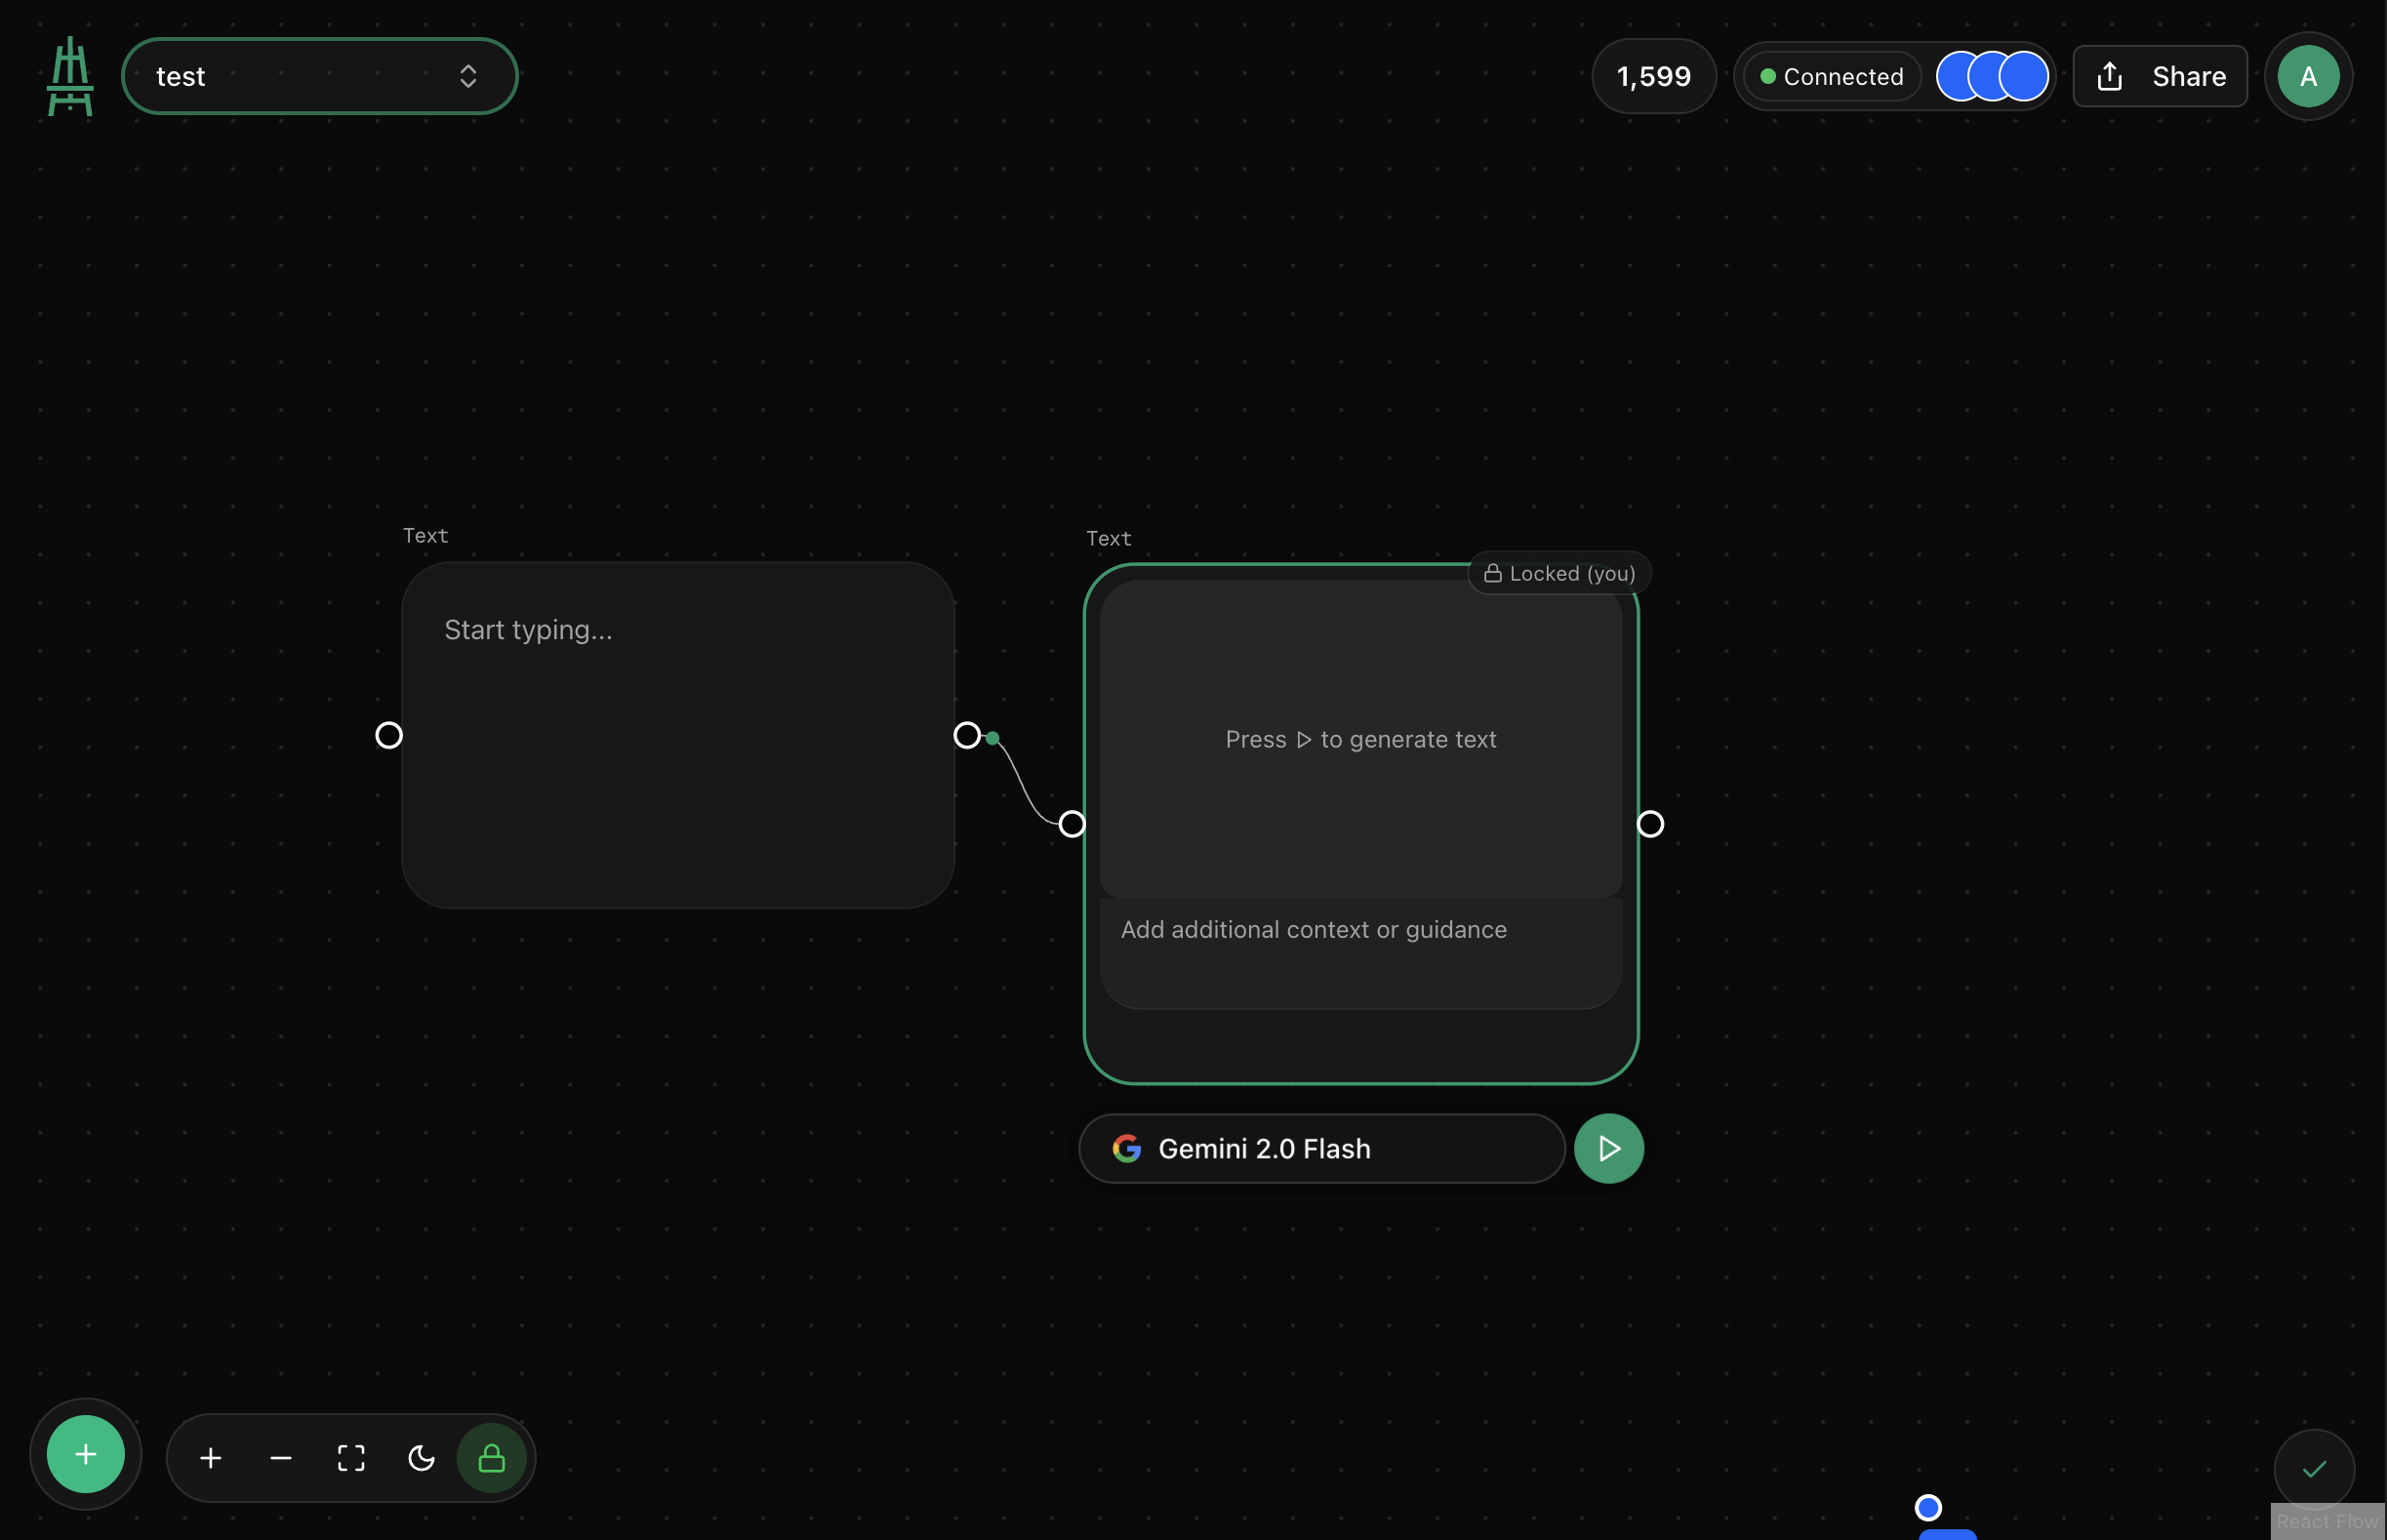 test
1,599
Connected
Share
A
Text
Text
Locked (you)
Start typing...
Press to generate text
Add additional context or guidance
Gemini 2.0 Flash
React Flow